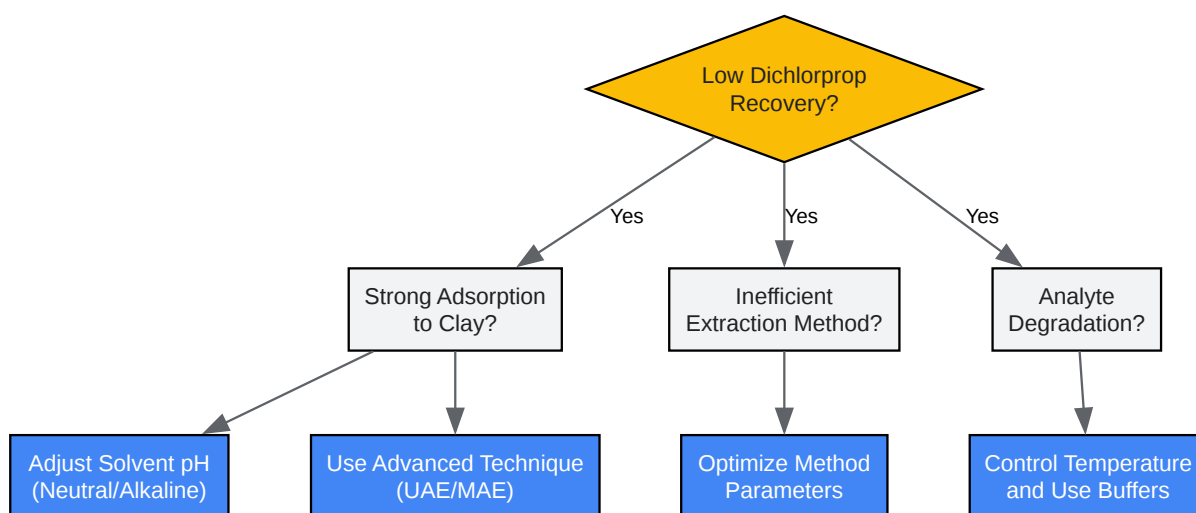 Low Dichlorprop
Recovery?
Yes
Yes
Yes
Strong Adsorption
to Clay?
Inefficient
Extraction Method?
Analyte
Degradation?
Adjust Solvent pH
(Neutral/Alkaline)
Use Advanced Technique
(UAE/MAE)
Optimize Method
Parameters
Control Temperature
and Use Buffers